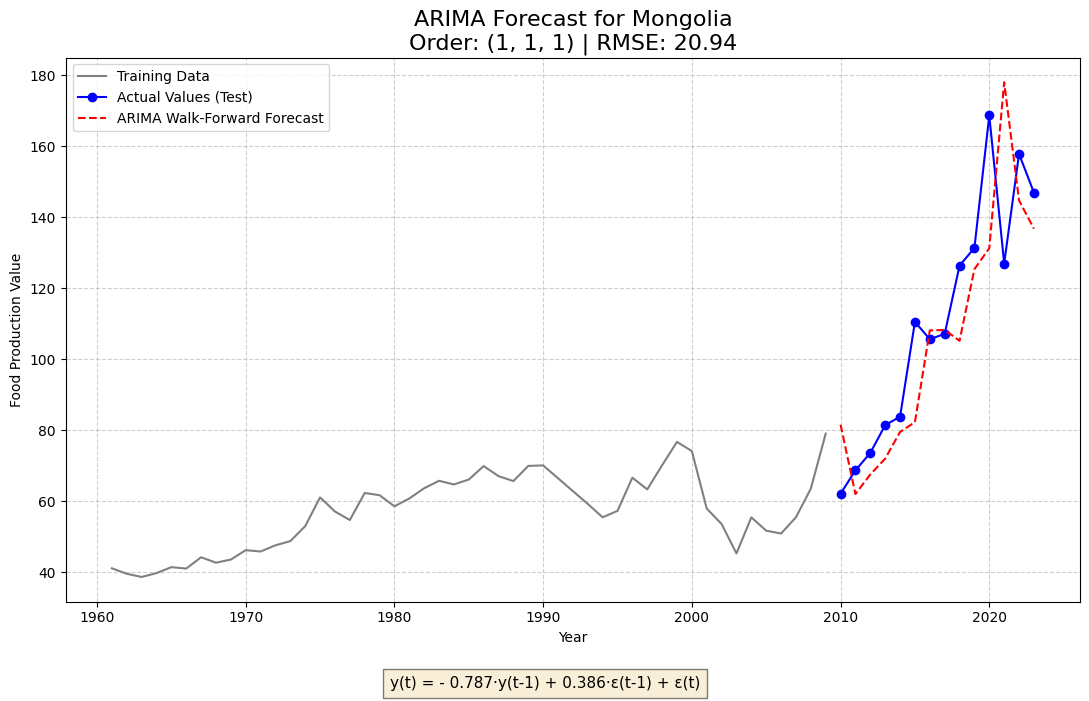 ARIMA Forecast for Mongolia
Order: (1, 1, 1) | RMSE: 20.94
Training Data
Actual Values (Test)
ARIMA Walk-Forward Forecast
Food Production Value
180
160
140
120
100
80
60
40
1960
1970
1980
1990
2000
2010
2020
Year
y(t) = - 0.787·y(t-1) + 0.386·ε(t-1) + ε(t)